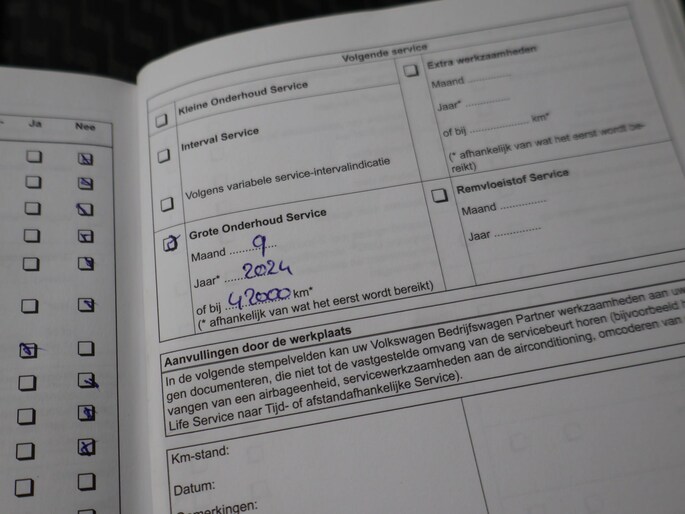 Ja Nee
Volgende service
Kleine Onderhoud Service
Interval Service
Volgens variabele service-intervalindicatie
Grote Onderhoud Service
Maand ......9......
Jaar* ......2024
of bij ..42000.. km*
(* afhankelijk van wat het eerst wordt bereikt)
Extra werkzaamheden
Maand ..............
Jaar* ..............
of bij .................... km*
(* afhankelijk van wat het eerst wordt be-
reikt)
Remvloeistof Service
Maand ...............
Jaar ...............
Aanvullingen door de werkplaats
In de volgende stempelvelden kan uw Volkswagen Bedrijfswagen Partner werkzaamheden aan uw
gen documenteren, die niet tot de vastgestelde omvang van de servicebeurt horen (bijvoorbeeld
vangen van een airbageenheid, servicewerkzaamheden aan de airconditioning, omcoderen van
Life Service naar Tijd- of afstandafhankelijke Service).
Km-stand:
Datum:
merkingen: